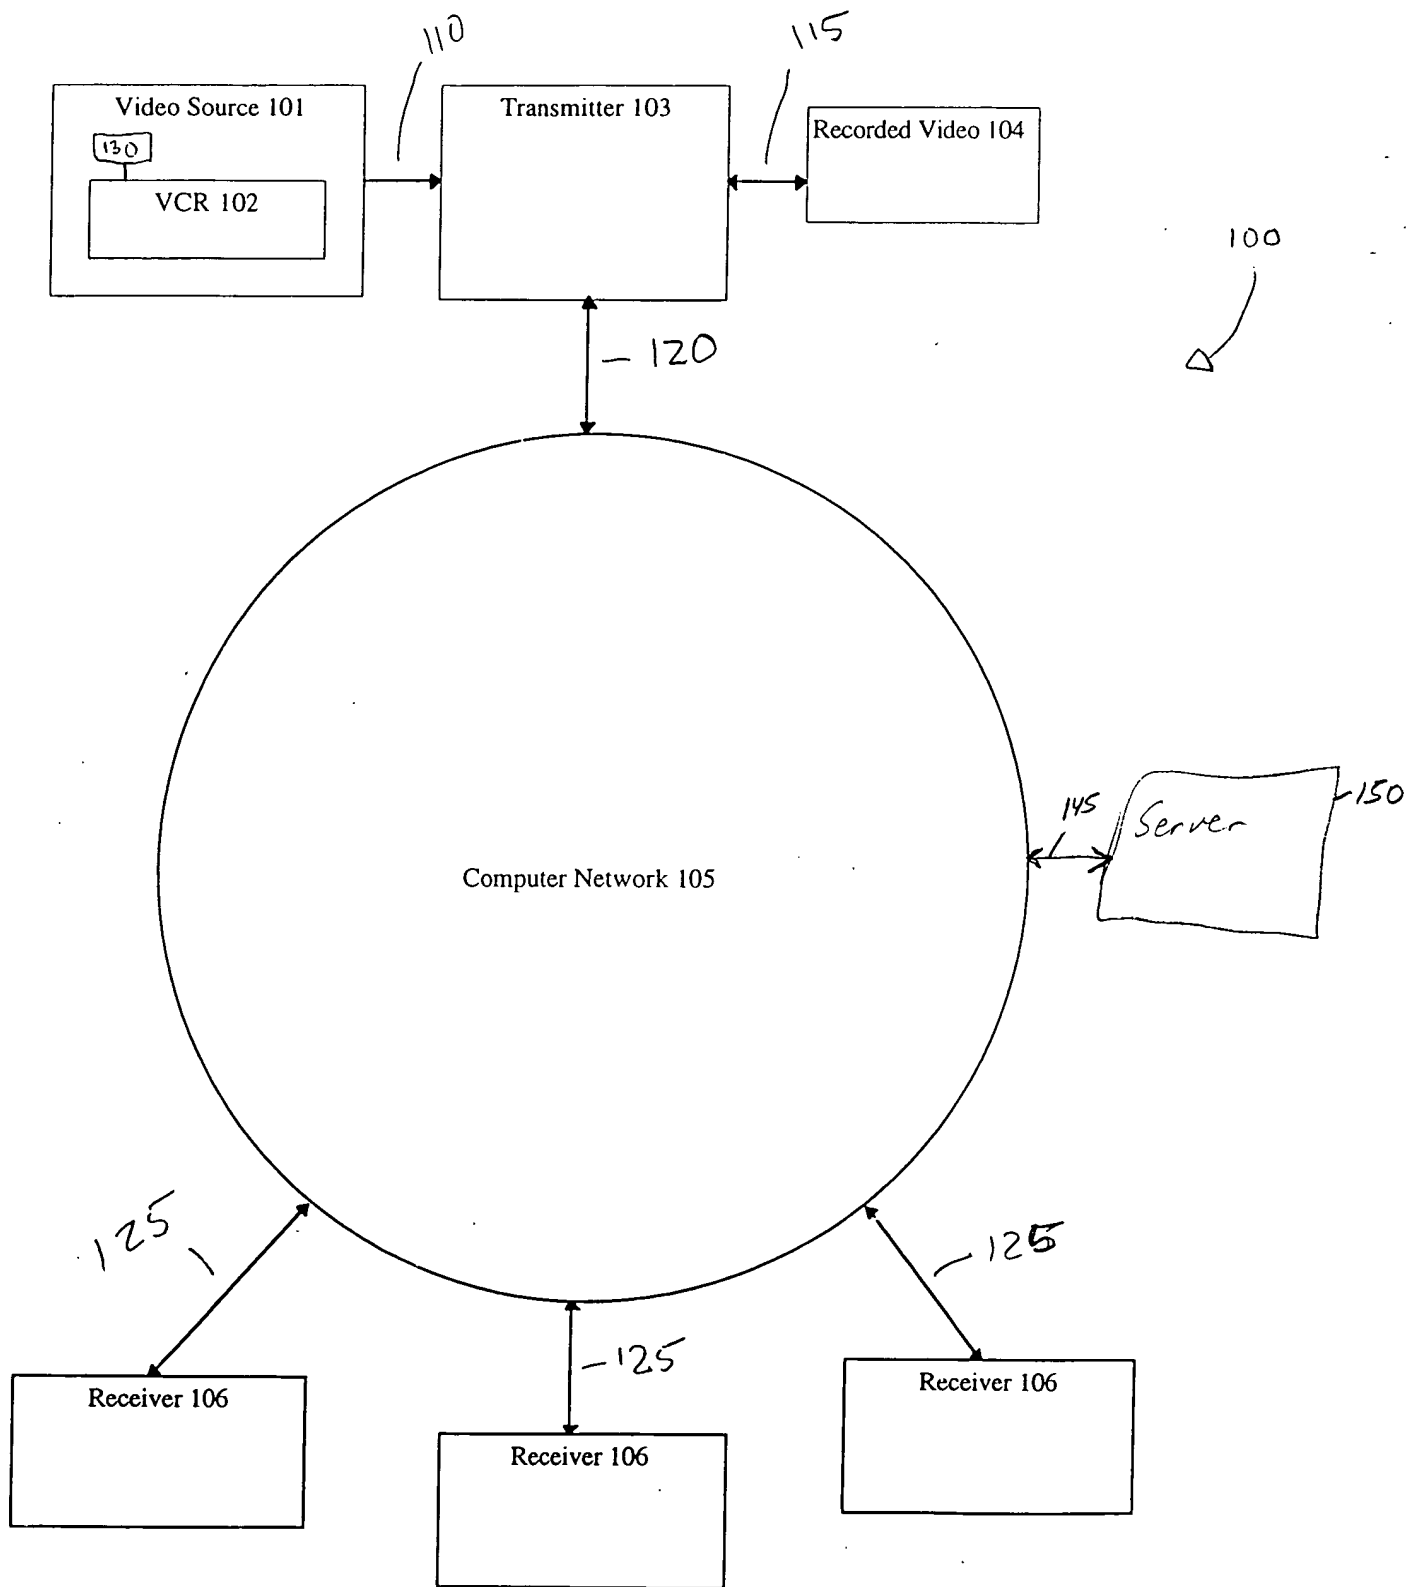 110
115
Video Source 101
Transmitter 103
Recorded Video 104
130
VCR 102
100
120
145
Server
150
Computer Network 105
125
125
125
Receiver 106
Receiver 106
Receiver 106